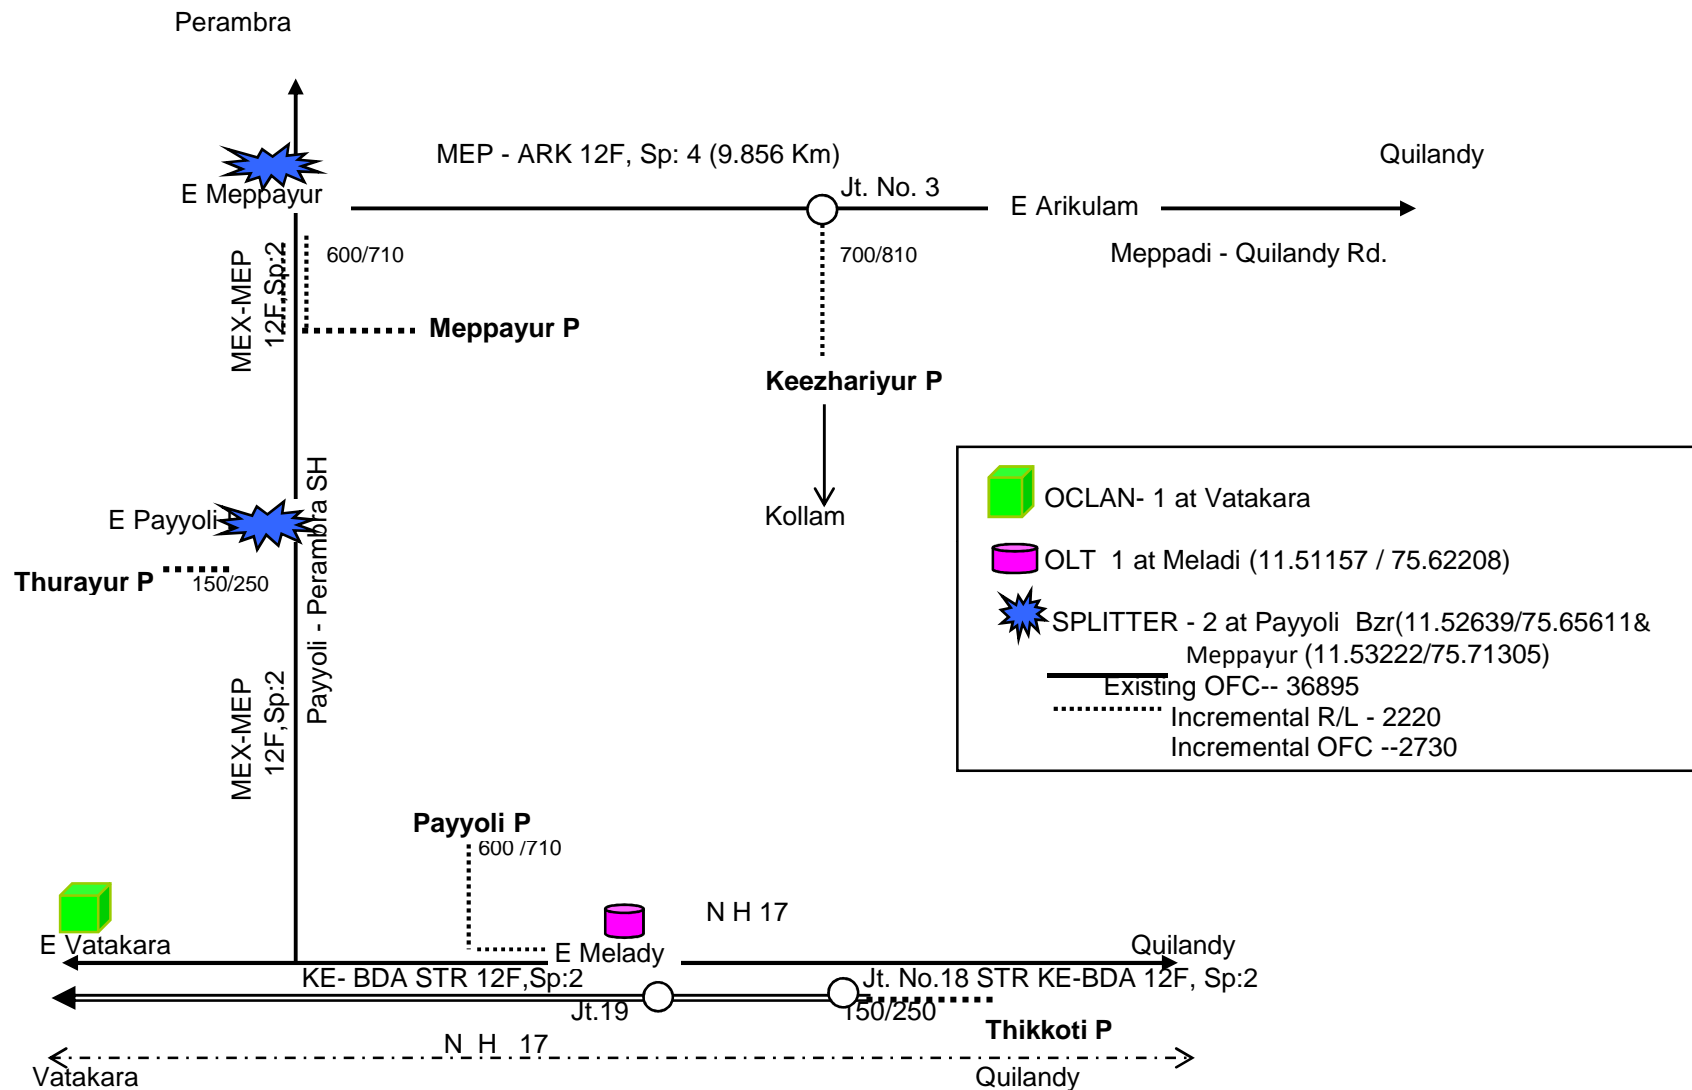 Perambra
MEP - ARK 12F, Sp: 4 (9.856 Km)
Quilandy
E Meppayur
Jt. No. 3
E Arikulam
MEX-MEP
12F,Sp:2
600/710
700/810
Meppadi - Quilandy Rd.
Meppayur P
Keezhariyur P
Payyoli - Perambra SH
E Payyoli
Kollam
Thurayur P
150/250
OCLAN- 1 at Vatakara
OLT 1 at Meladi (11.51157 / 75.62208)
SPLITTER - 2 at Payyoli Bzr(11.52639/75.65611&
Meppayur (11.53222/75.71305)
Existing OFC-- 36895
Incremental R/L - 2220
Incremental OFC --2730
MEX-MEP
12F,Sp:2
Payyoli P
600 /710
N H 17
E Vatakara
E Melady
Quilandy
KE- BDA STR 12F,Sp:2
Jt. No.18 STR KE-BDA 12F, Sp:2
Jt.19
150/250
Thikkoti P
N H 17
Vatakara
Quilandy